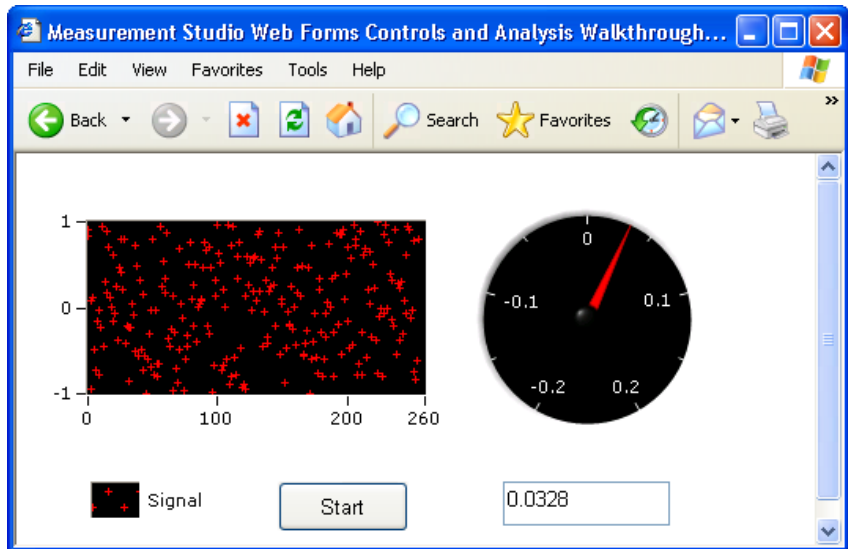 Measurement Studio Web Forms Controls and Analysis Walkthrough...
File Edit View Favorites Tools Help
Back Search Favorites »
1
0
-1
0 100 200 260
0
-0.1 0.1
-0.2 0.2
Signal
Start
0.0328